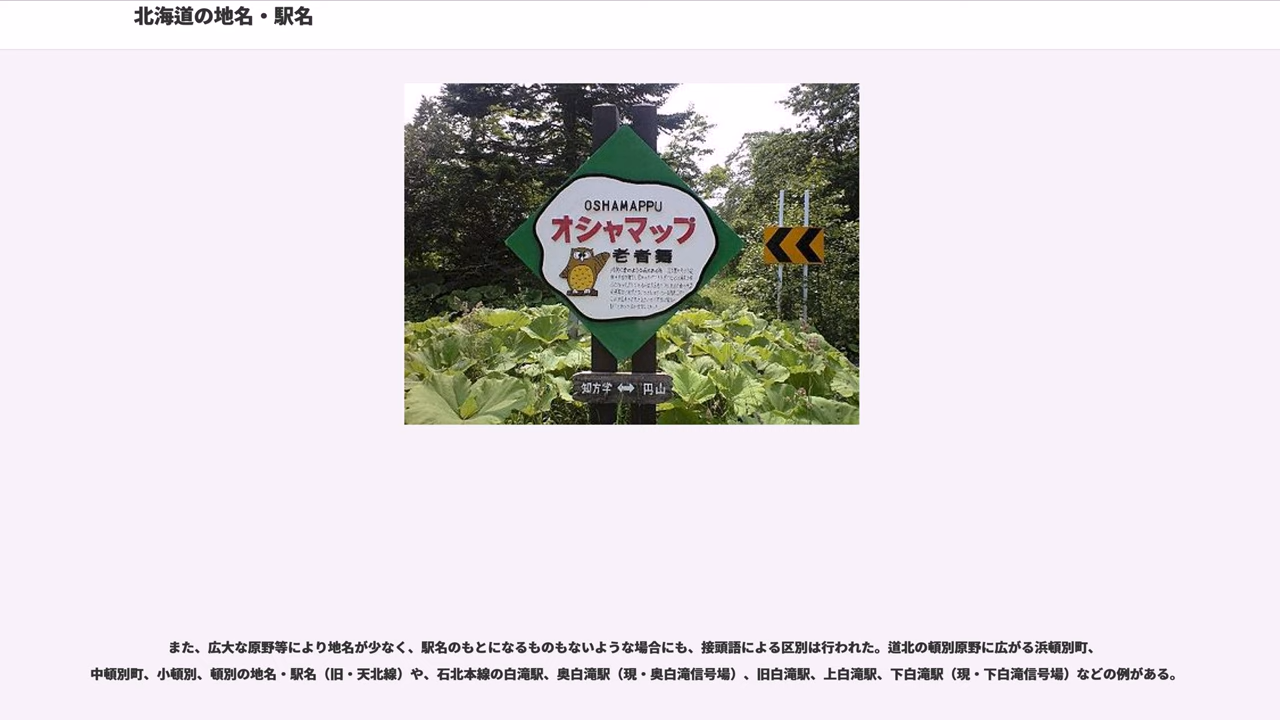 北海道の地名・駅名
OSHAMAPPU
オシャマップ
老者舞
知方学 ⇔ 円山
また、広大な原野等により地名が少なく、駅名のもとになるものもないような場合にも、接頭語による区別は行われた。道北の頓別原野に広がる浜頓別町、
中頓別町、小頓別、頓別の地名・駅名（旧・天北線）や、石北本線の白滝駅、奥白滝駅（現・奥白滝信号場）、旧白滝駅、上白滝駅、下白滝駅（現・下白滝信号場）などの例がある。